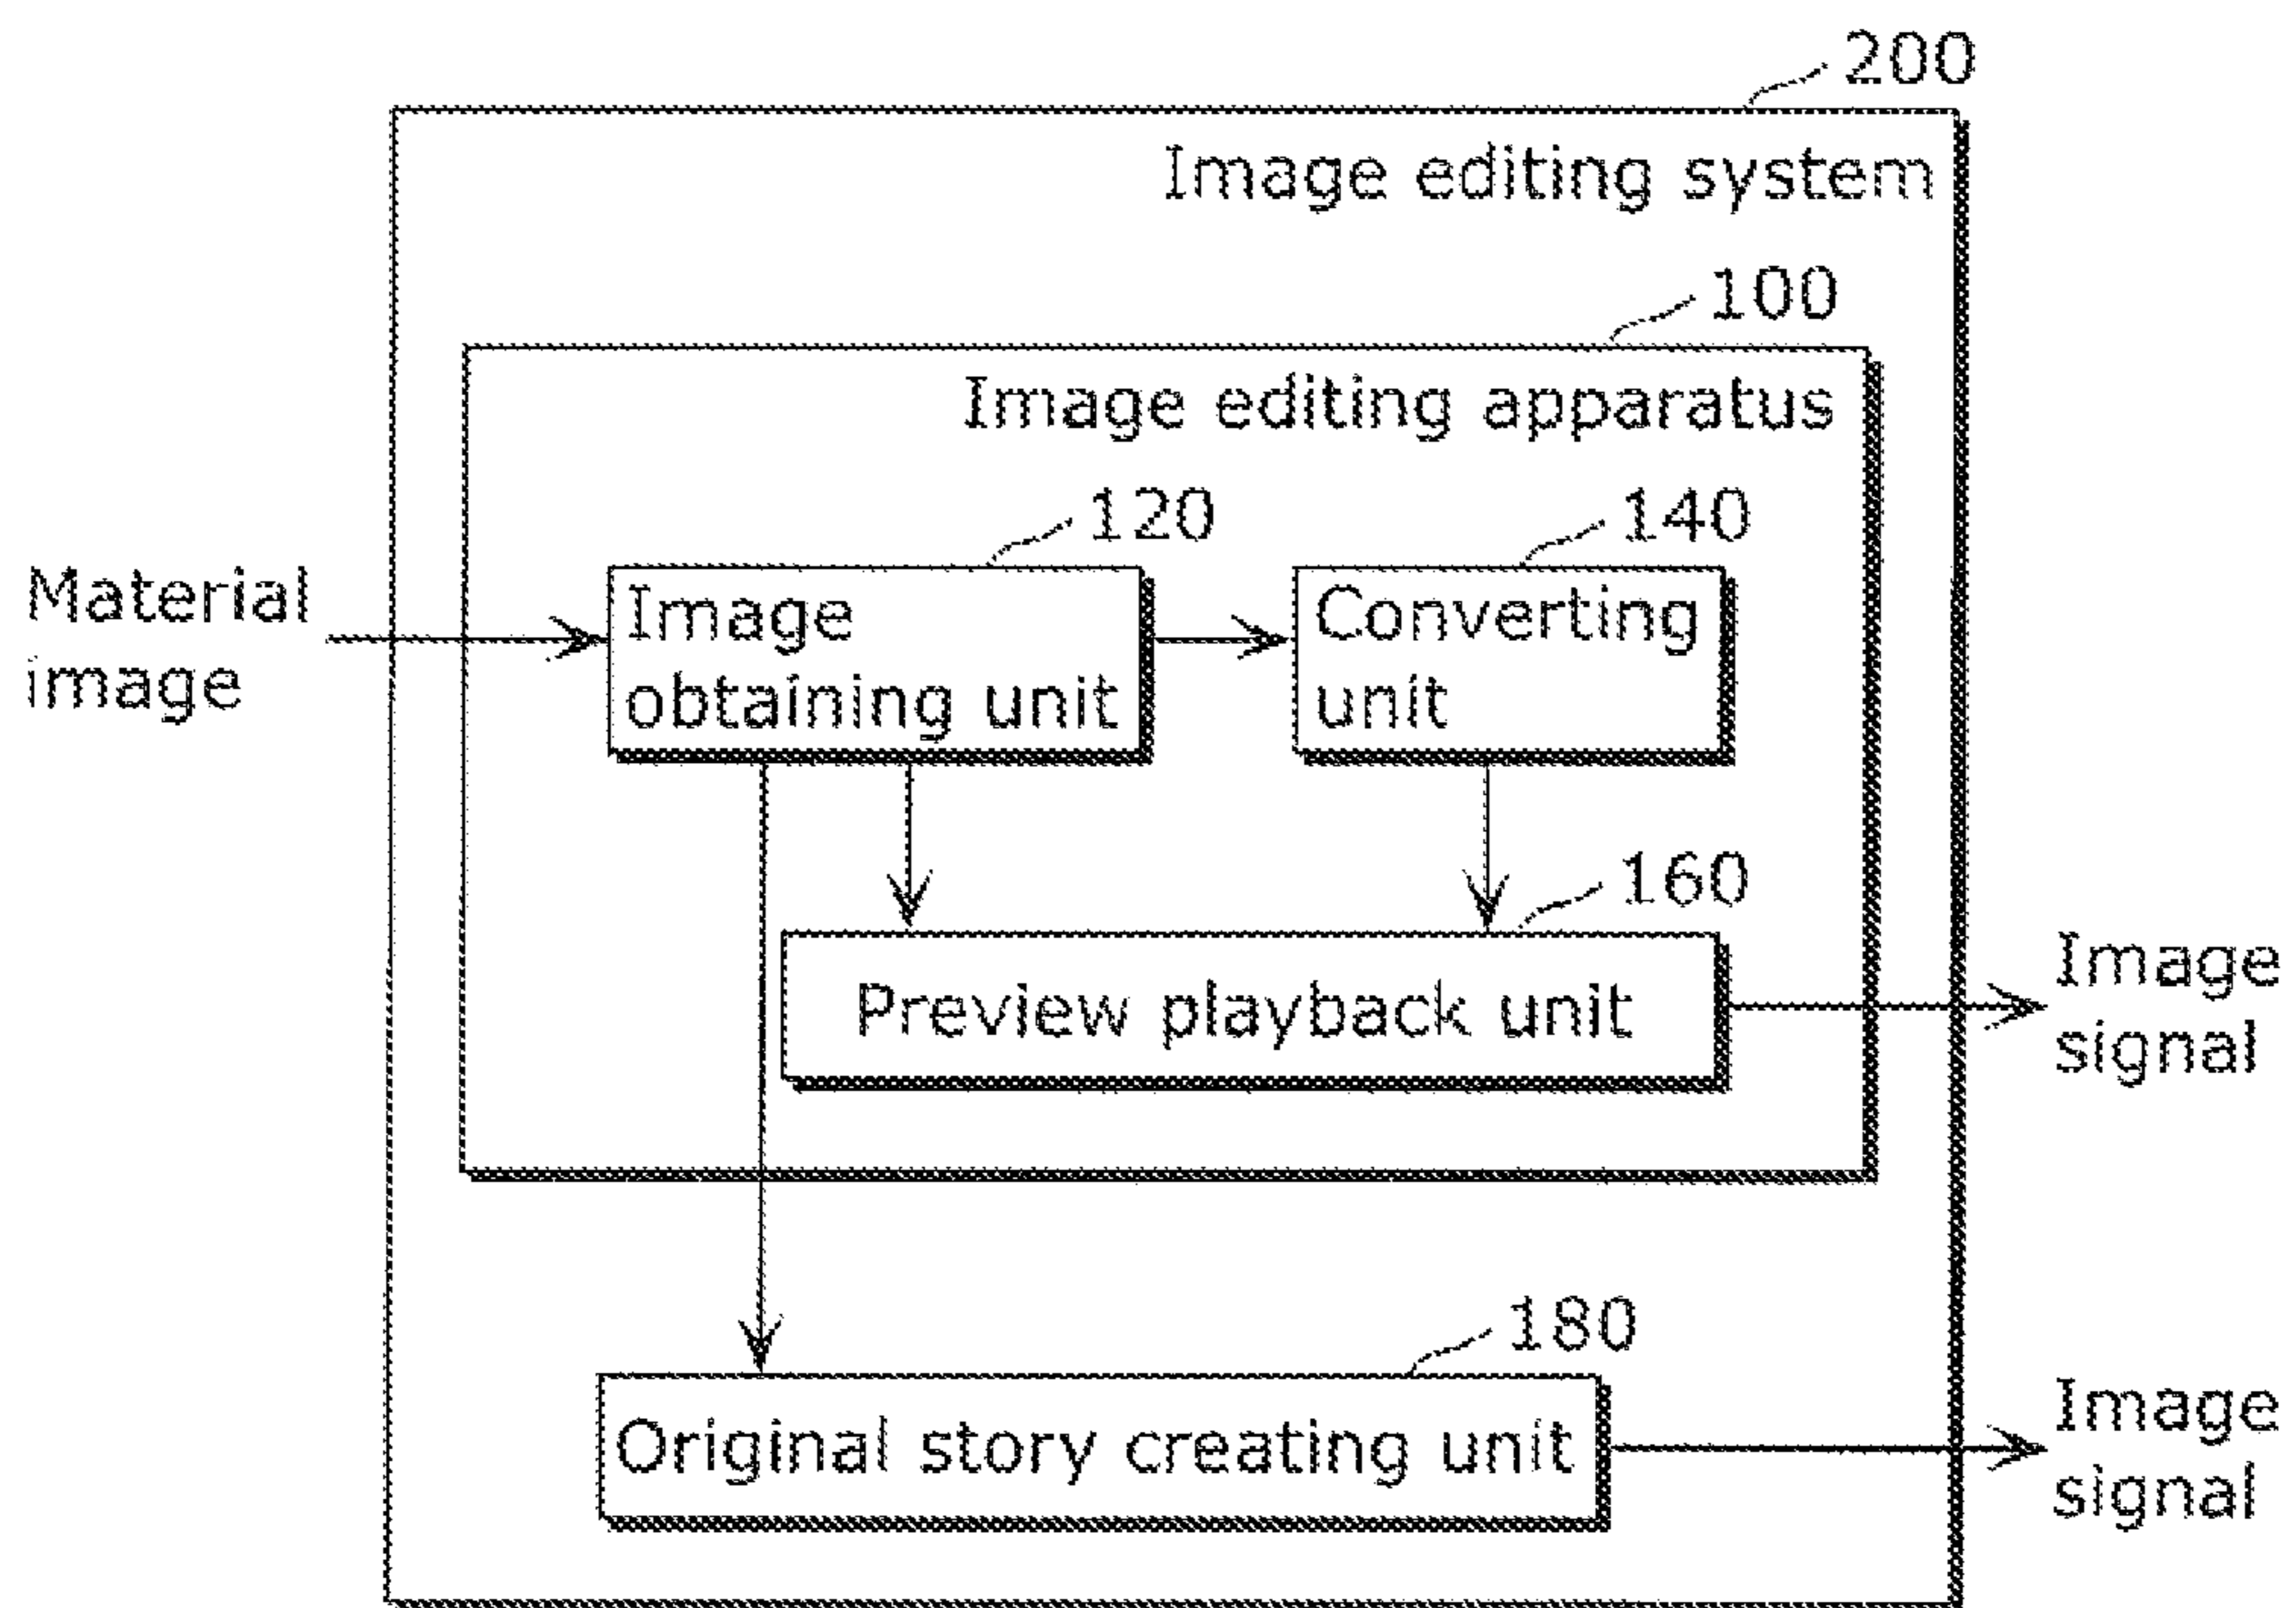 200
Image editing system
100
Image editing apparatus
120
140
Material
image
Image
obtaining unit
Converting
unit
160
Preview playback unit
Image
signal
180
Original story creating unit
Image
signal